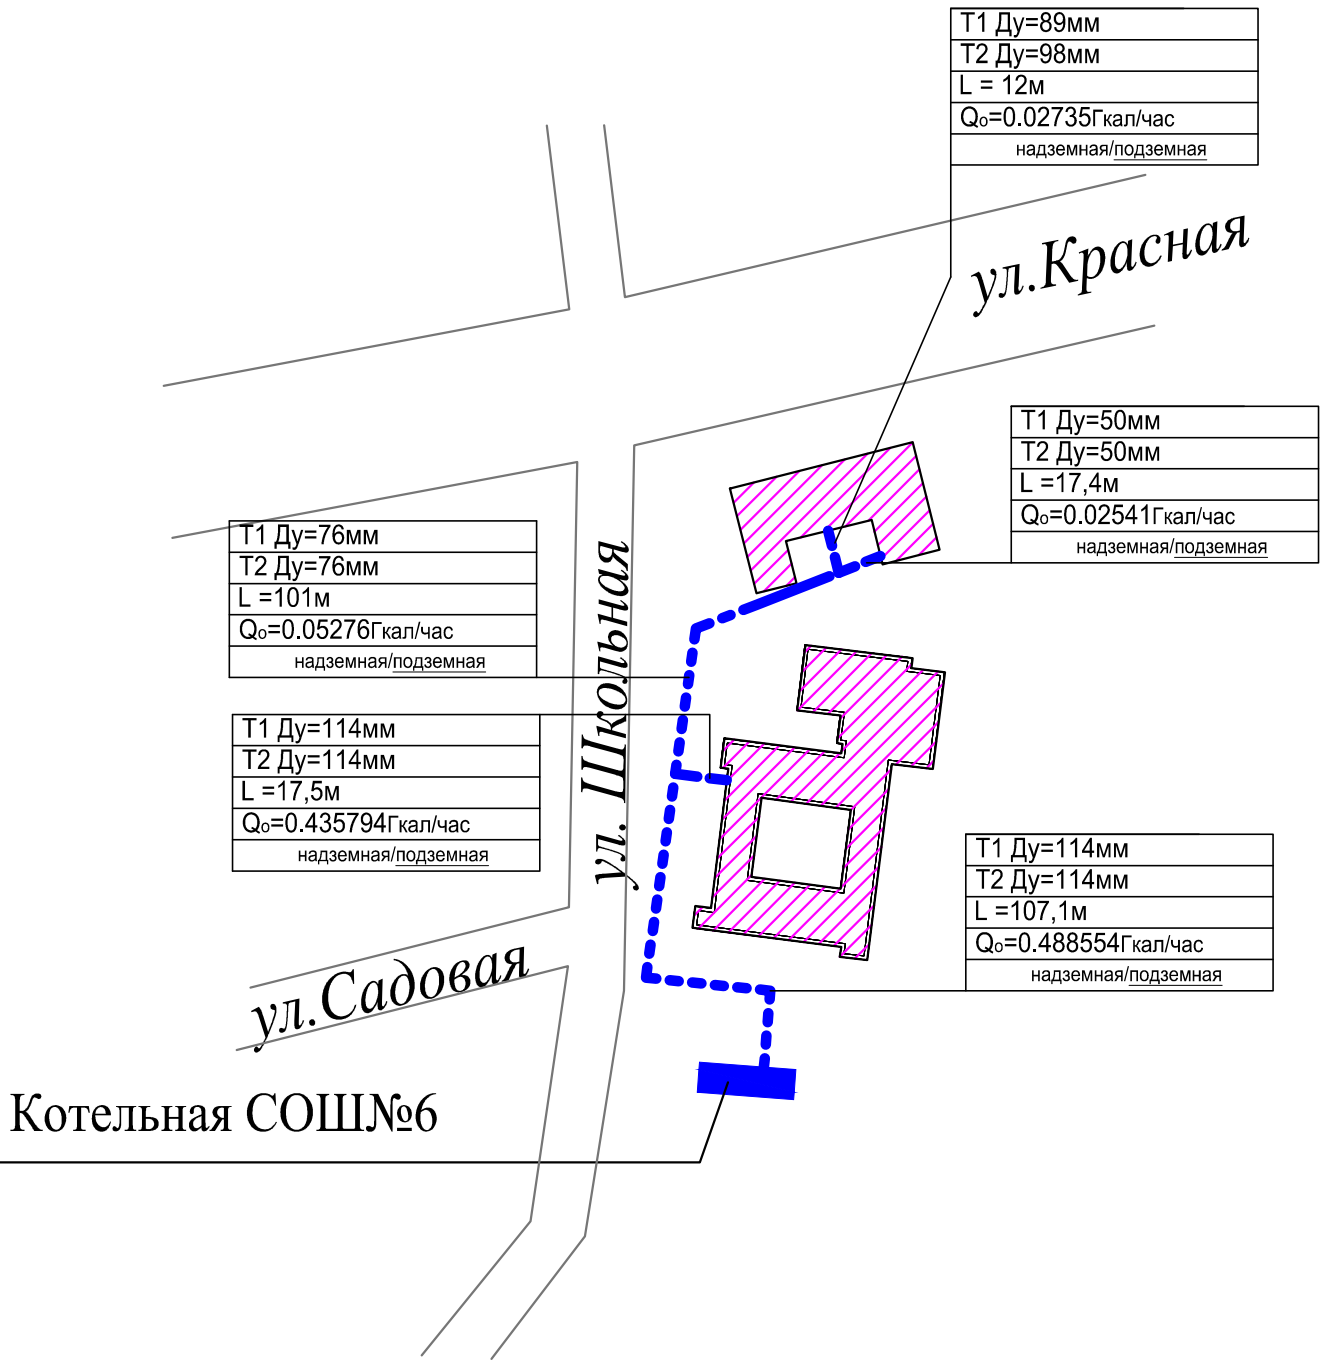 Т1 Ду=89мм
Т2 Ду=98мм
L = 12м
Qо=0.02735Гкал/час
надземная/подземная
ул.Красная
Т1 Ду=50мм
Т2 Ду=50мм
L =17,4м
Qо=0.02541Гкал/час
надземная/подземная
Т1 Ду=76мм
Т2 Ду=76мм
L =101м
Qо=0.05276Гкал/час
надземная/подземная
ул. Школьная
Т1 Ду=114мм
Т2 Ду=114мм
L =17,5м
Qо=0.435794Гкал/час
надземная/подземная
Т1 Ду=114мм
Т2 Ду=114мм
L =107,1м
Qо=0.488554Гкал/час
надземная/подземная
ул.Садовая
Котельная СОШ№6